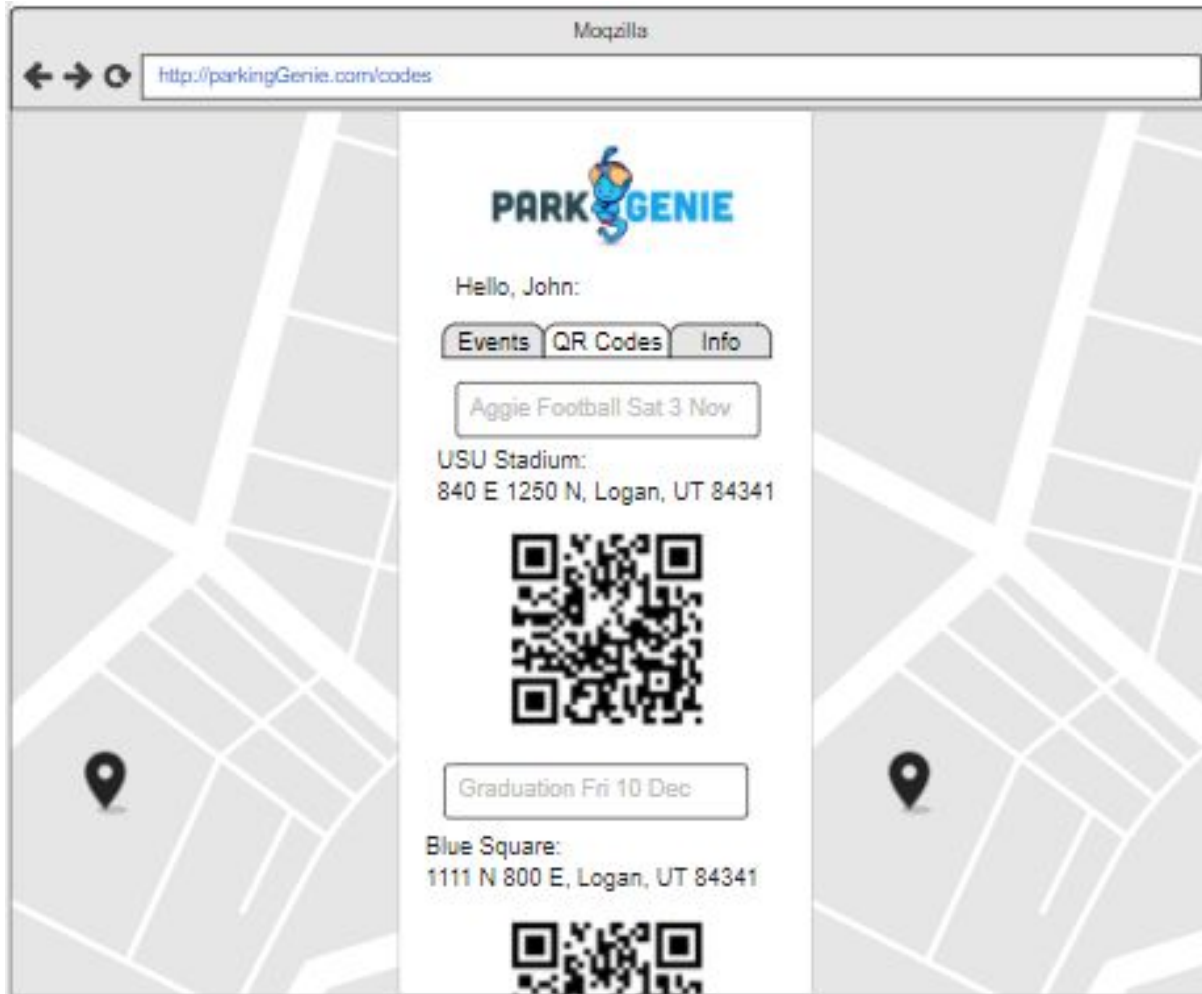 Moqzilla
http://parkingGenie.com/codes
PARK GENIE
Hello, John:
Events QR Codes Info
Aggie Football Sat 3 Nov
USU Stadium:
840 E 1250 N, Logan, UT 84341
Graduation Fri 10 Dec
Blue Square:
1111 N 800 E, Logan, UT 84341